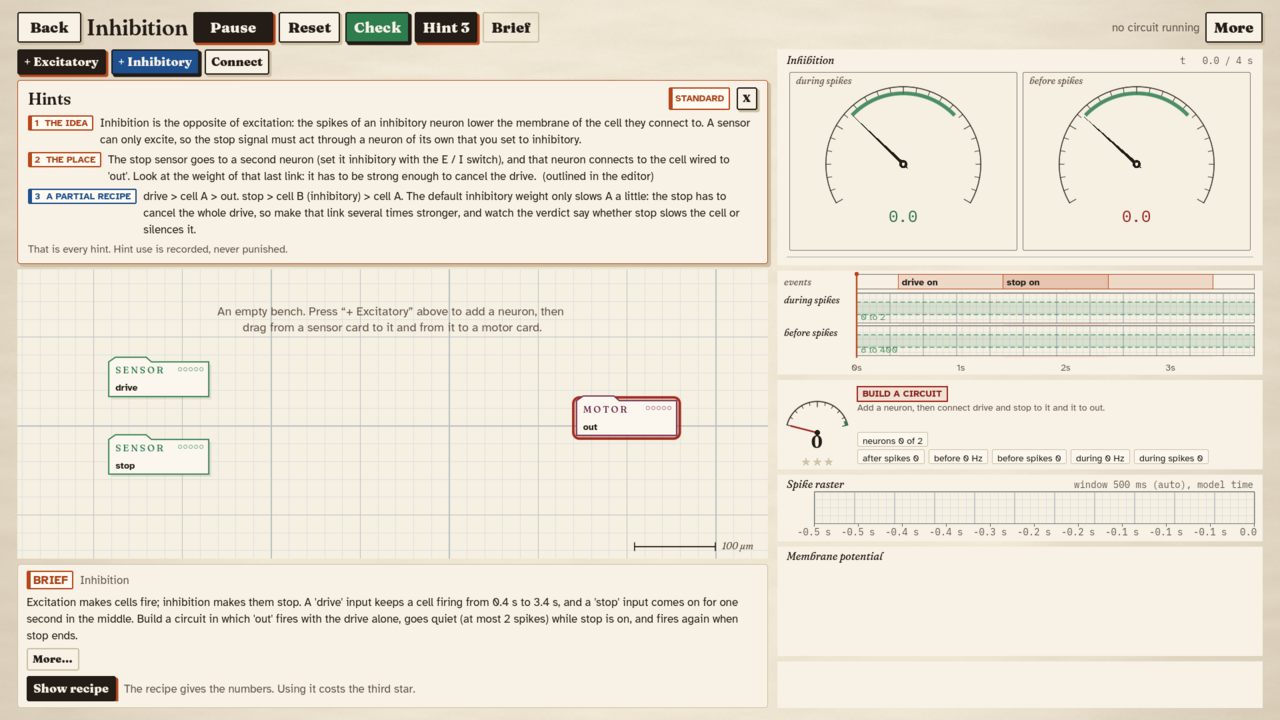 Back
Inhibition
Pause
Reset
Check
Hint 3
Brief
no circuit running
More
+ Excitatory
+ Inhibitory
Connect
Hints
STANDARD
X
1 THE IDEA
Inhibition is the opposite of excitation: the spikes of an inhibitory neuron lower the membrane of the cell they connect to. A sensor
can only excite, so the stop signal must act through a neuron of its own that you set to inhibitory.
2 THE PLACE
The stop sensor goes to a second neuron (set it inhibitory with the E / I switch), and that neuron connects to the cell wired to
'out'. Look at the weight of that last link: it has to be strong enough to cancel the drive. (outlined in the editor)
3 A PARTIAL RECIPE
drive > cell A > out. stop > cell B (inhibitory) > cell A. The default inhibitory weight only slows A a little: the stop has to
cancel the whole drive, so make that link several times stronger, and watch the verdict say whether stop slows the cell or
silences it.
That is every hint. Hint use is recorded, never punished.
An empty bench. Press “+ Excitatory” above to add a neuron, then
drag from a sensor card to it and from it to a motor card.
SENSOR
drive
SENSOR
stop
MOTOR
out
100 µm
BRIEF
Inhibition
Excitation makes cells fire; inhibition makes them stop. A 'drive' input keeps a cell firing from 0.4 s to 3.4 s, and a 'stop' input comes on for one
second in the middle. Build a circuit in which 'out' fires with the drive alone, goes quiet (at most 2 spikes) while stop is on, and fires again when
stop ends.
More...
Show recipe
The recipe gives the numbers. Using it costs the third star.
Inhibition
t 0.0 / 4 s
during spikes
0.0
before spikes
0.0
events
drive on
stop on
during spikes
0 to 2
before spikes
8 to 400
0s
1s
2s
3s
0
BUILD A CIRCUIT
Add a neuron, then connect drive and stop to it and it to out.
neurons 0 of 2
after spikes 0
before 0 Hz
before spikes 0
during 0 Hz
during spikes 0
Spike raster
window 500 ms (auto), model time
-0.5 s -0.5 s -0.4 s -0.4 s -0.3 s -0.2 s -0.2 s -0.1 s -0.1 s 0.0
Membrane potential